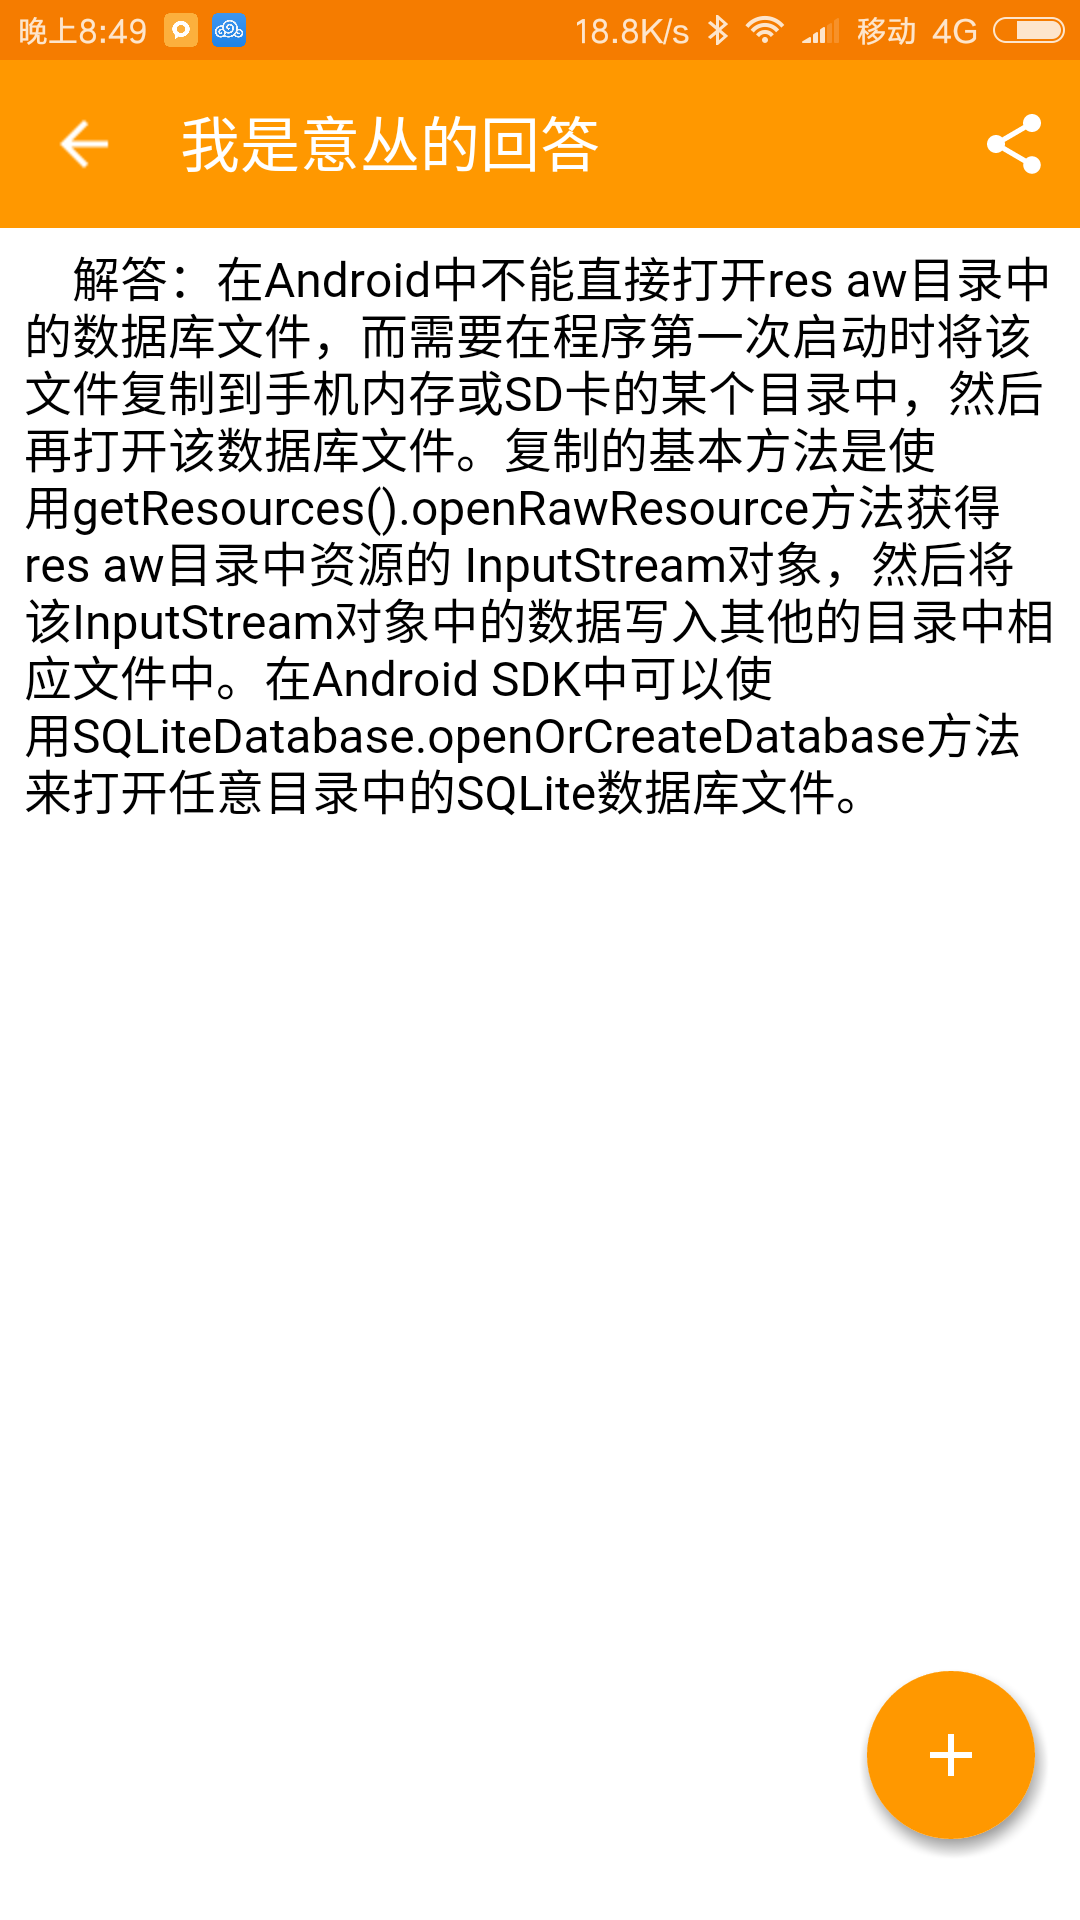 晚上8:49 18.8K/s 移动 4G
我是意丛的回答
解答：在Android中不能直接打开res aw目录中
的数据库文件，而需要在程序第一次启动时将该
文件复制到手机内存或SD卡的某个目录中，然后
再打开该数据库文件。复制的基本方法是使
用getResources().openRawResource方法获得
res aw目录中资源的 InputStream对象，然后将
该InputStream对象中的数据写入其他的目录中相
应文件中。在Android SDK中可以使
用SQLiteDatabase.openOrCreateDatabase方法
来打开任意目录中的SQLite数据库文件。